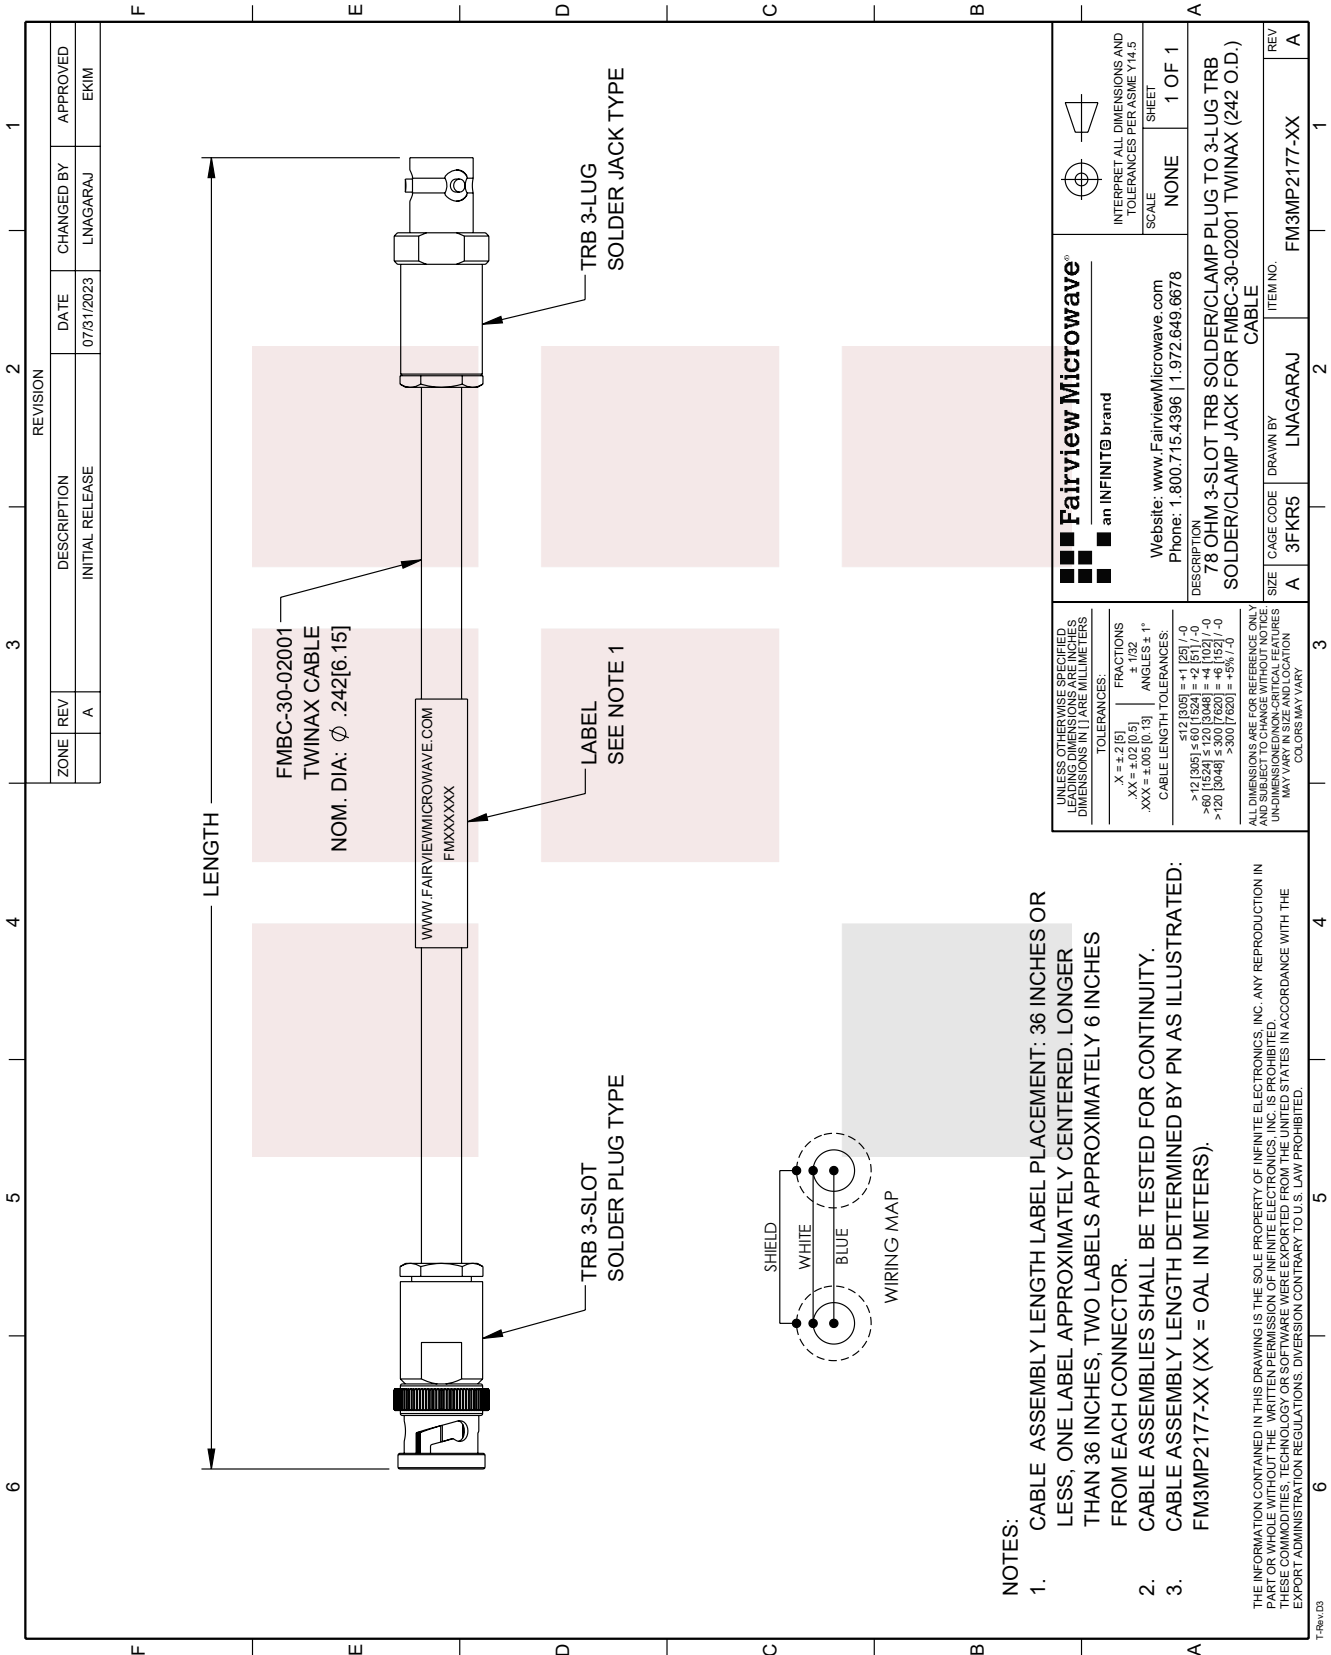 REVISION
ZONE REV DESCRIPTION DATE CHANGED BY APPROVED
A INITIAL RELEASE 07/31/2023 LNAGARAJ EKIM
6 5 4 3 2 1
F
E
D
C
B
A
LENGTH
FMBC-30-02001
TWINAX CABLE
NOM. DIA: Ø .242[6.15]
WWW.FAIRVIEWMICROWAVE.COM
FMXXXXXX
TRB 3-SLOT
SOLDER PLUG TYPE
LABEL
SEE NOTE 1
TRB 3-LUG
SOLDER JACK TYPE
SHIELD
WHITE
BLUE
WIRING MAP
NOTES:
1. CABLE ASSEMBLY LENGTH LABEL PLACEMENT: 36 INCHES OR
LESS, ONE LABEL APPROXIMATELY CENTERED. LONGER
THAN 36 INCHES, TWO LABELS APPROXIMATELY 6 INCHES
FROM EACH CONNECTOR.
2. CABLE ASSEMBLIES SHALL BE TESTED FOR CONTINUITY.
3. CABLE ASSEMBLY LENGTH DETERMINED BY PN AS ILLUSTRATED:
FM3MP2177-XX (XX = OAL IN METERS).
THE INFORMATION CONTAINED IN THIS DRAWING IS THE SOLE PROPERTY OF INFINITE ELECTRONICS, INC. ANY REPRODUCTION IN
PART OR WHOLE WITHOUT THE WRITTEN PERMISSION OF INFINITE ELECTRONICS, INC. IS PROHIBITED.
THESE COMMODITIES, TECHNOLOGY OR SOFTWARE WERE EXPORTED FROM THE UNITED STATES IN ACCORDANCE WITH THE
EXPORT ADMINISTRATION REGULATIONS. DIVERSION CONTRARY TO U.S. LAW PROHIBITED.
UNLESS OTHERWISE SPECIFIED
LEADING DIMENSIONS ARE INCHES
DIMENSIONS IN [ ] ARE MILLIMETERS
TOLERANCES:
.X = ±.2 [5] FRACTIONS
.XX = ±.02 [0.5] ± 1/32
.XXX = ±.005 [0.13] ANGLES ± 1°
CABLE LENGTH TOLERANCES:
≤12 [305] = +1 [25] / -0
>12 [305] ≤ 60 [1524] = +2 [51] / -0
>60 [1524] ≤ 120 [3048] = +4 [102] / -0
>120 [3048] ≤ 300 [7620] = +6 [152] / -0
>300 [7620] = +5% / -0
ALL DIMENSIONS ARE FOR REFERENCE ONLY
AND SUBJECT TO CHANGE WITHOUT NOTICE.
UN-DIMENSIONED/NON-CRITICAL FEATURES
MAY VARY IN SIZE AND LOCATION
COLORS MAY VARY
Fairview Microwave®
an INFINIT® brand
Website: www.FairviewMicrowave.com
Phone: 1.800.715.4396 | 1.972.649.6678
INTERPRET ALL DIMENSIONS AND
TOLERANCES PER ASME Y14.5
SCALE NONE
SHEET 1 OF 1
DESCRIPTION
78 OHM 3-SLOT TRB SOLDER/CLAMP PLUG TO 3-LUG TRB
SOLDER/CLAMP JACK FOR FMBC-30-02001 TWINAX (242 O.D.)
CABLE
SIZE A
CAGE CODE 3FKR5
DRAWN BY LNAGARAJ
ITEM NO. FM3MP2177-XX
REV A
F
E
D
C
B
A
6 5 4 3 2 1
T-Rev.D3